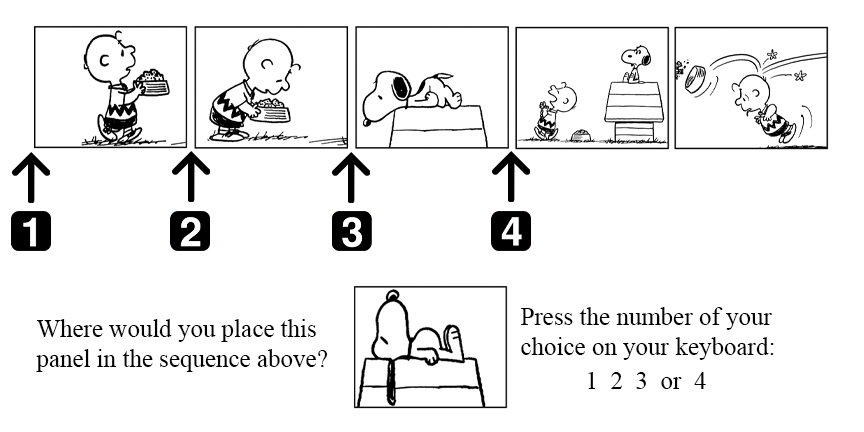 1
2
3
4
Where would you place this
panel in the sequence above?
Press the number of your
choice on your keyboard:
1 2 3 or 4